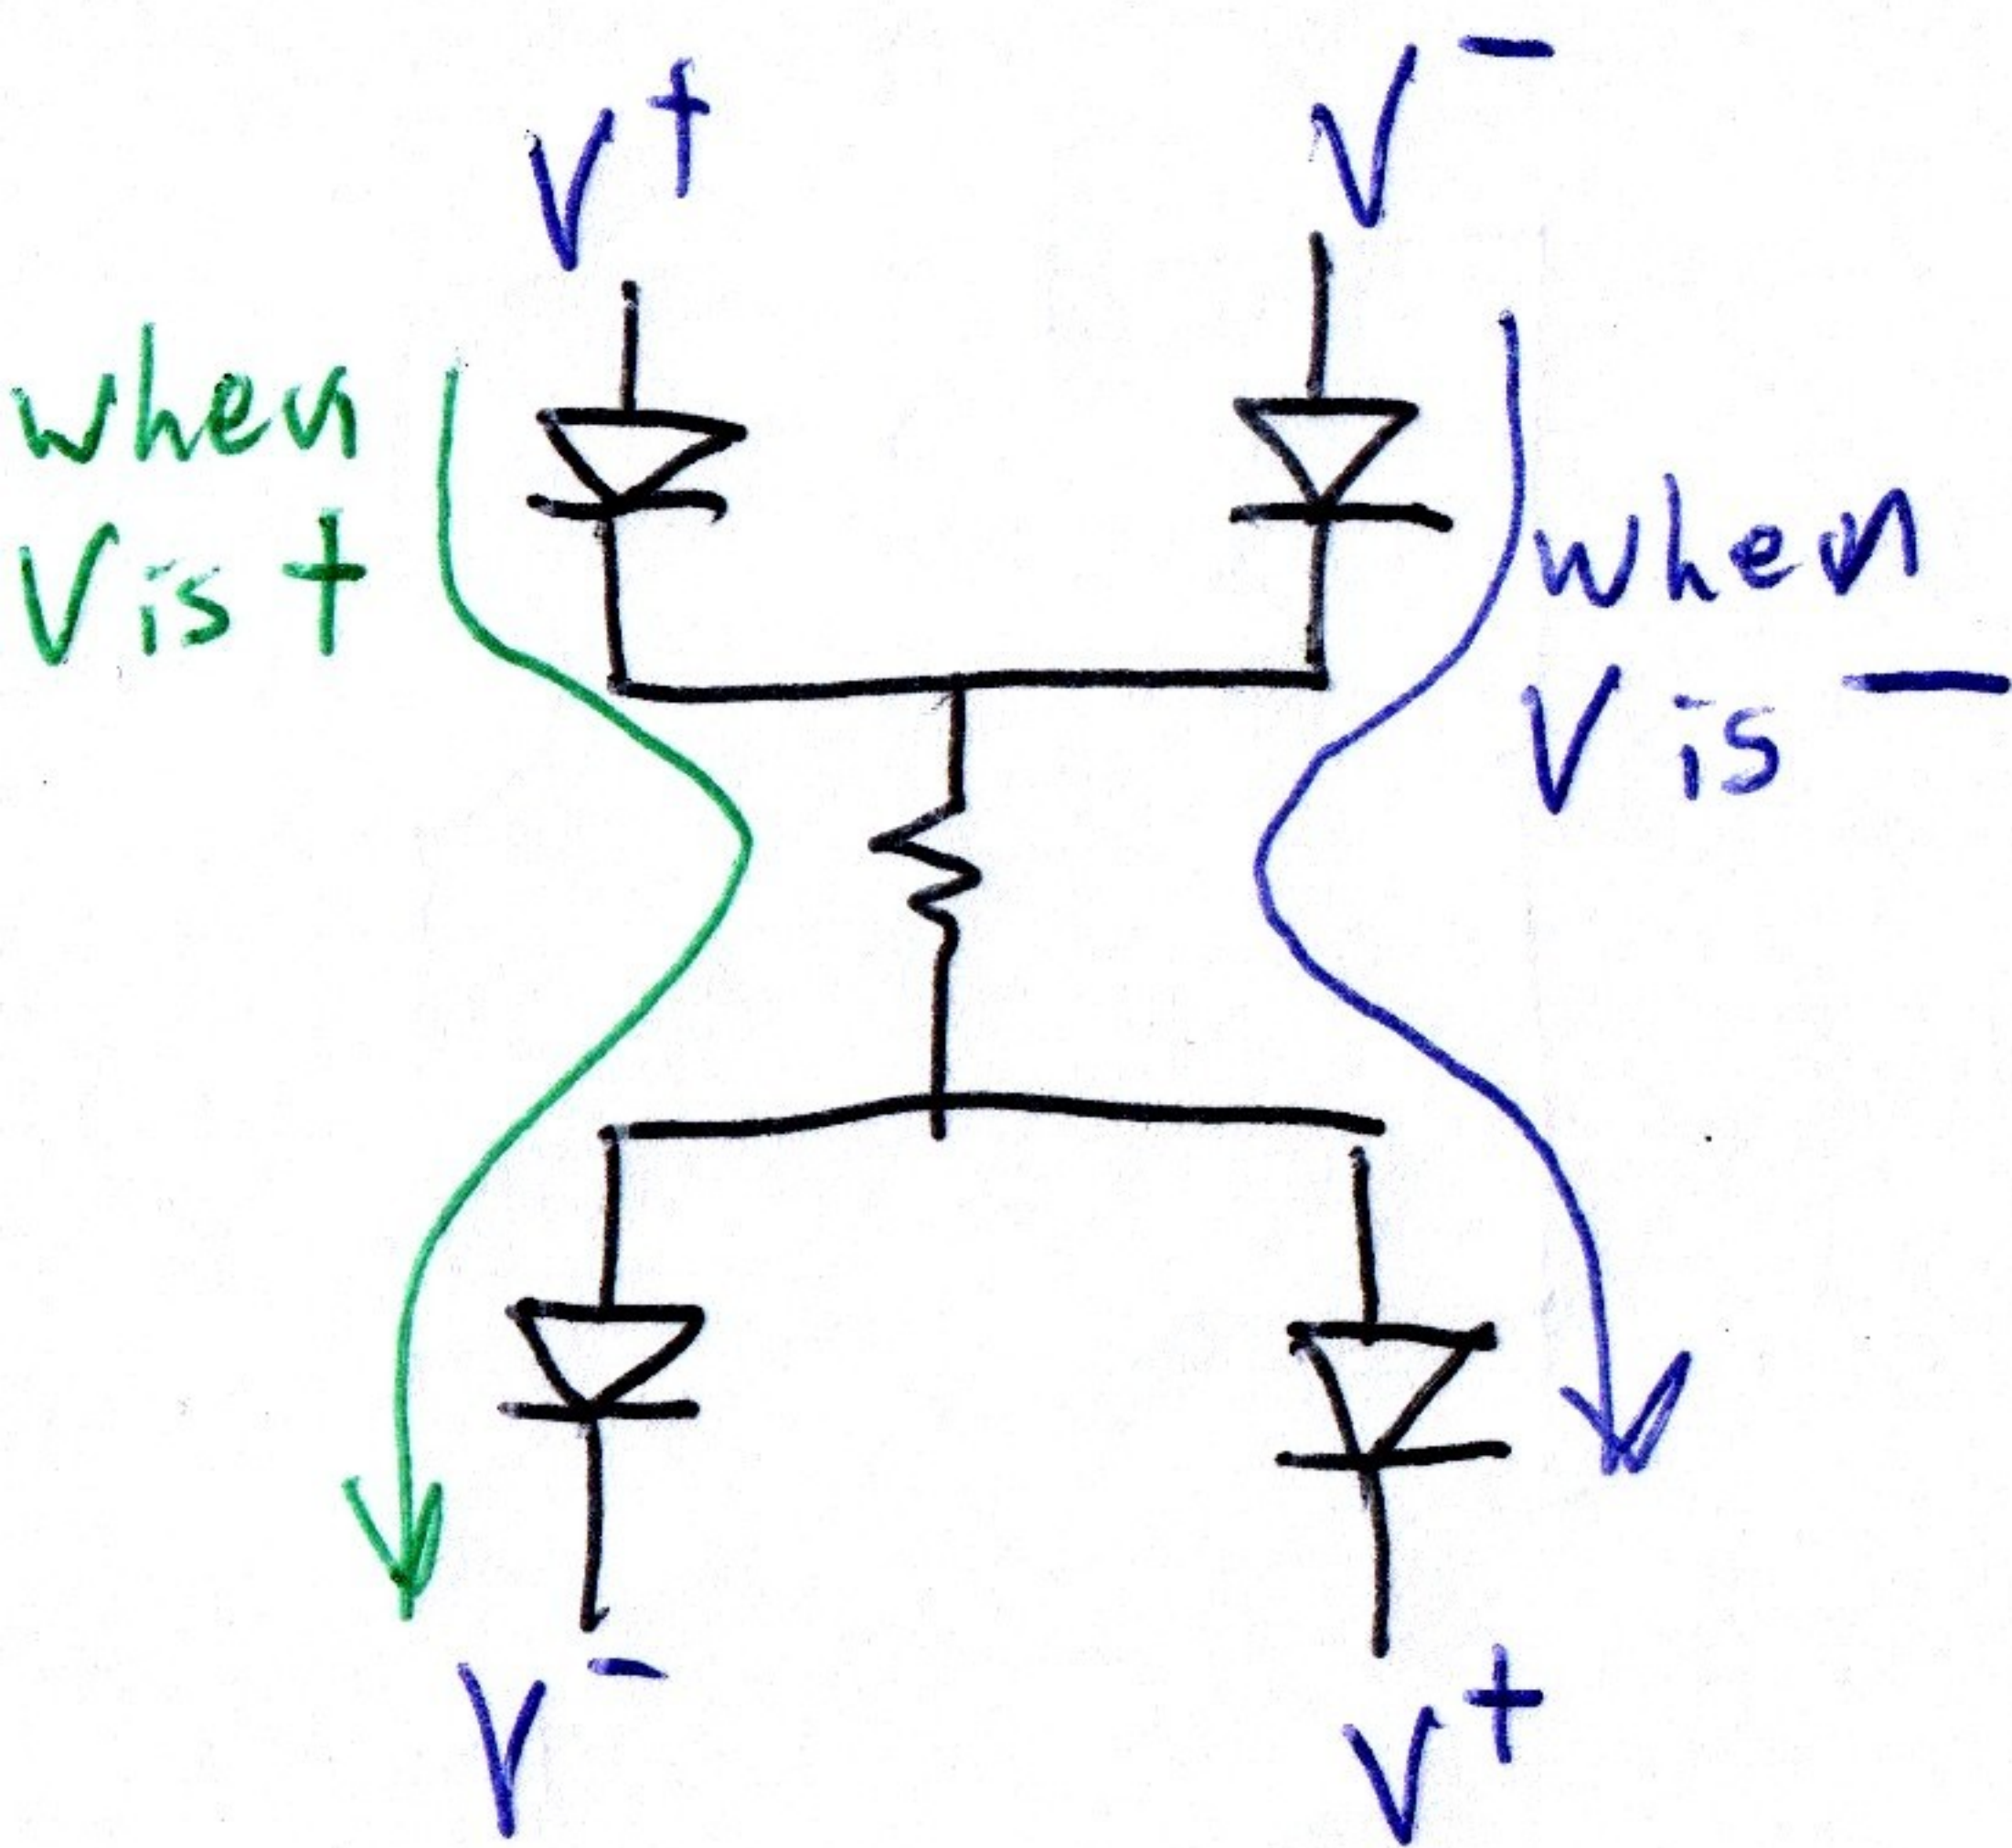 V+
V-
when
V is +
when
V is -
V-
V+